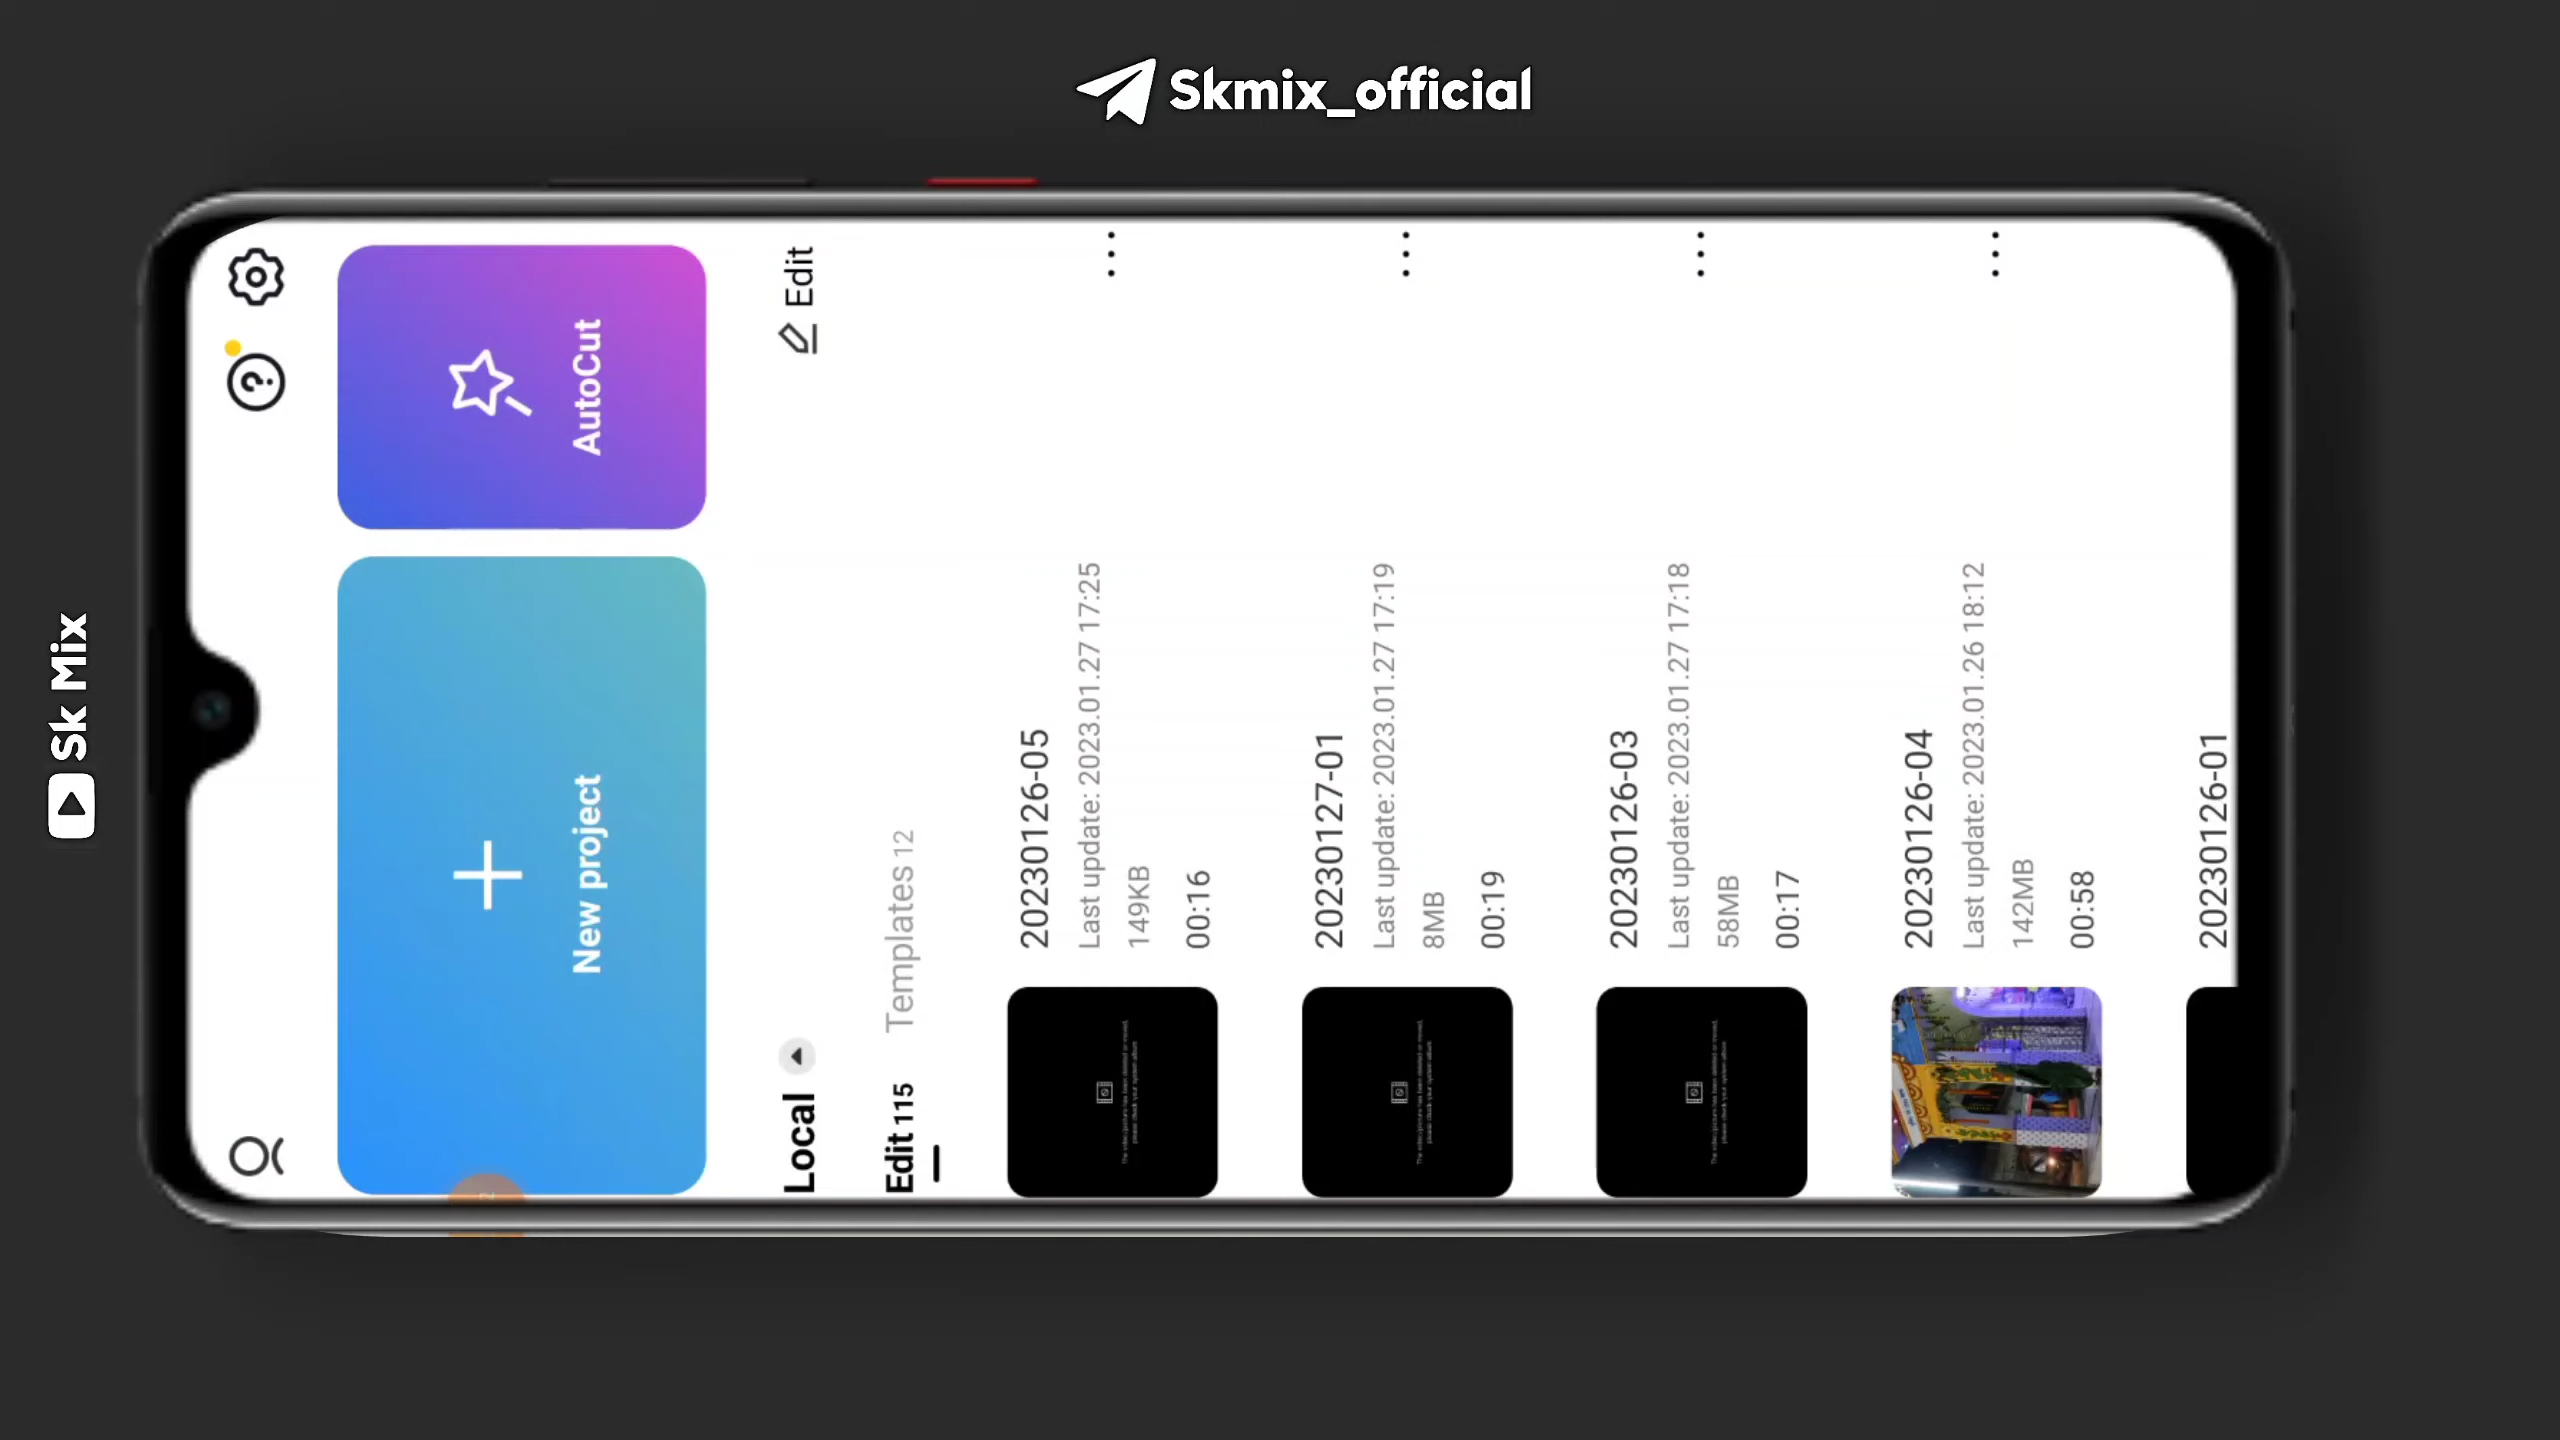 Skmix_official
Sk Mix
New project
AutoCut
Local
Edit
Edit 115
Templates 12
20230126-05
Last update: 2023.01.27 17:25
149KB
00:16
20230127-01
Last update: 2023.01.27 17:19
8MB
00:19
20230126-03
Last update: 2023.01.27 17:18
58MB
00:17
20230126-04
Last update: 2023.01.26 18:12
142MB
00:58
20230126-01